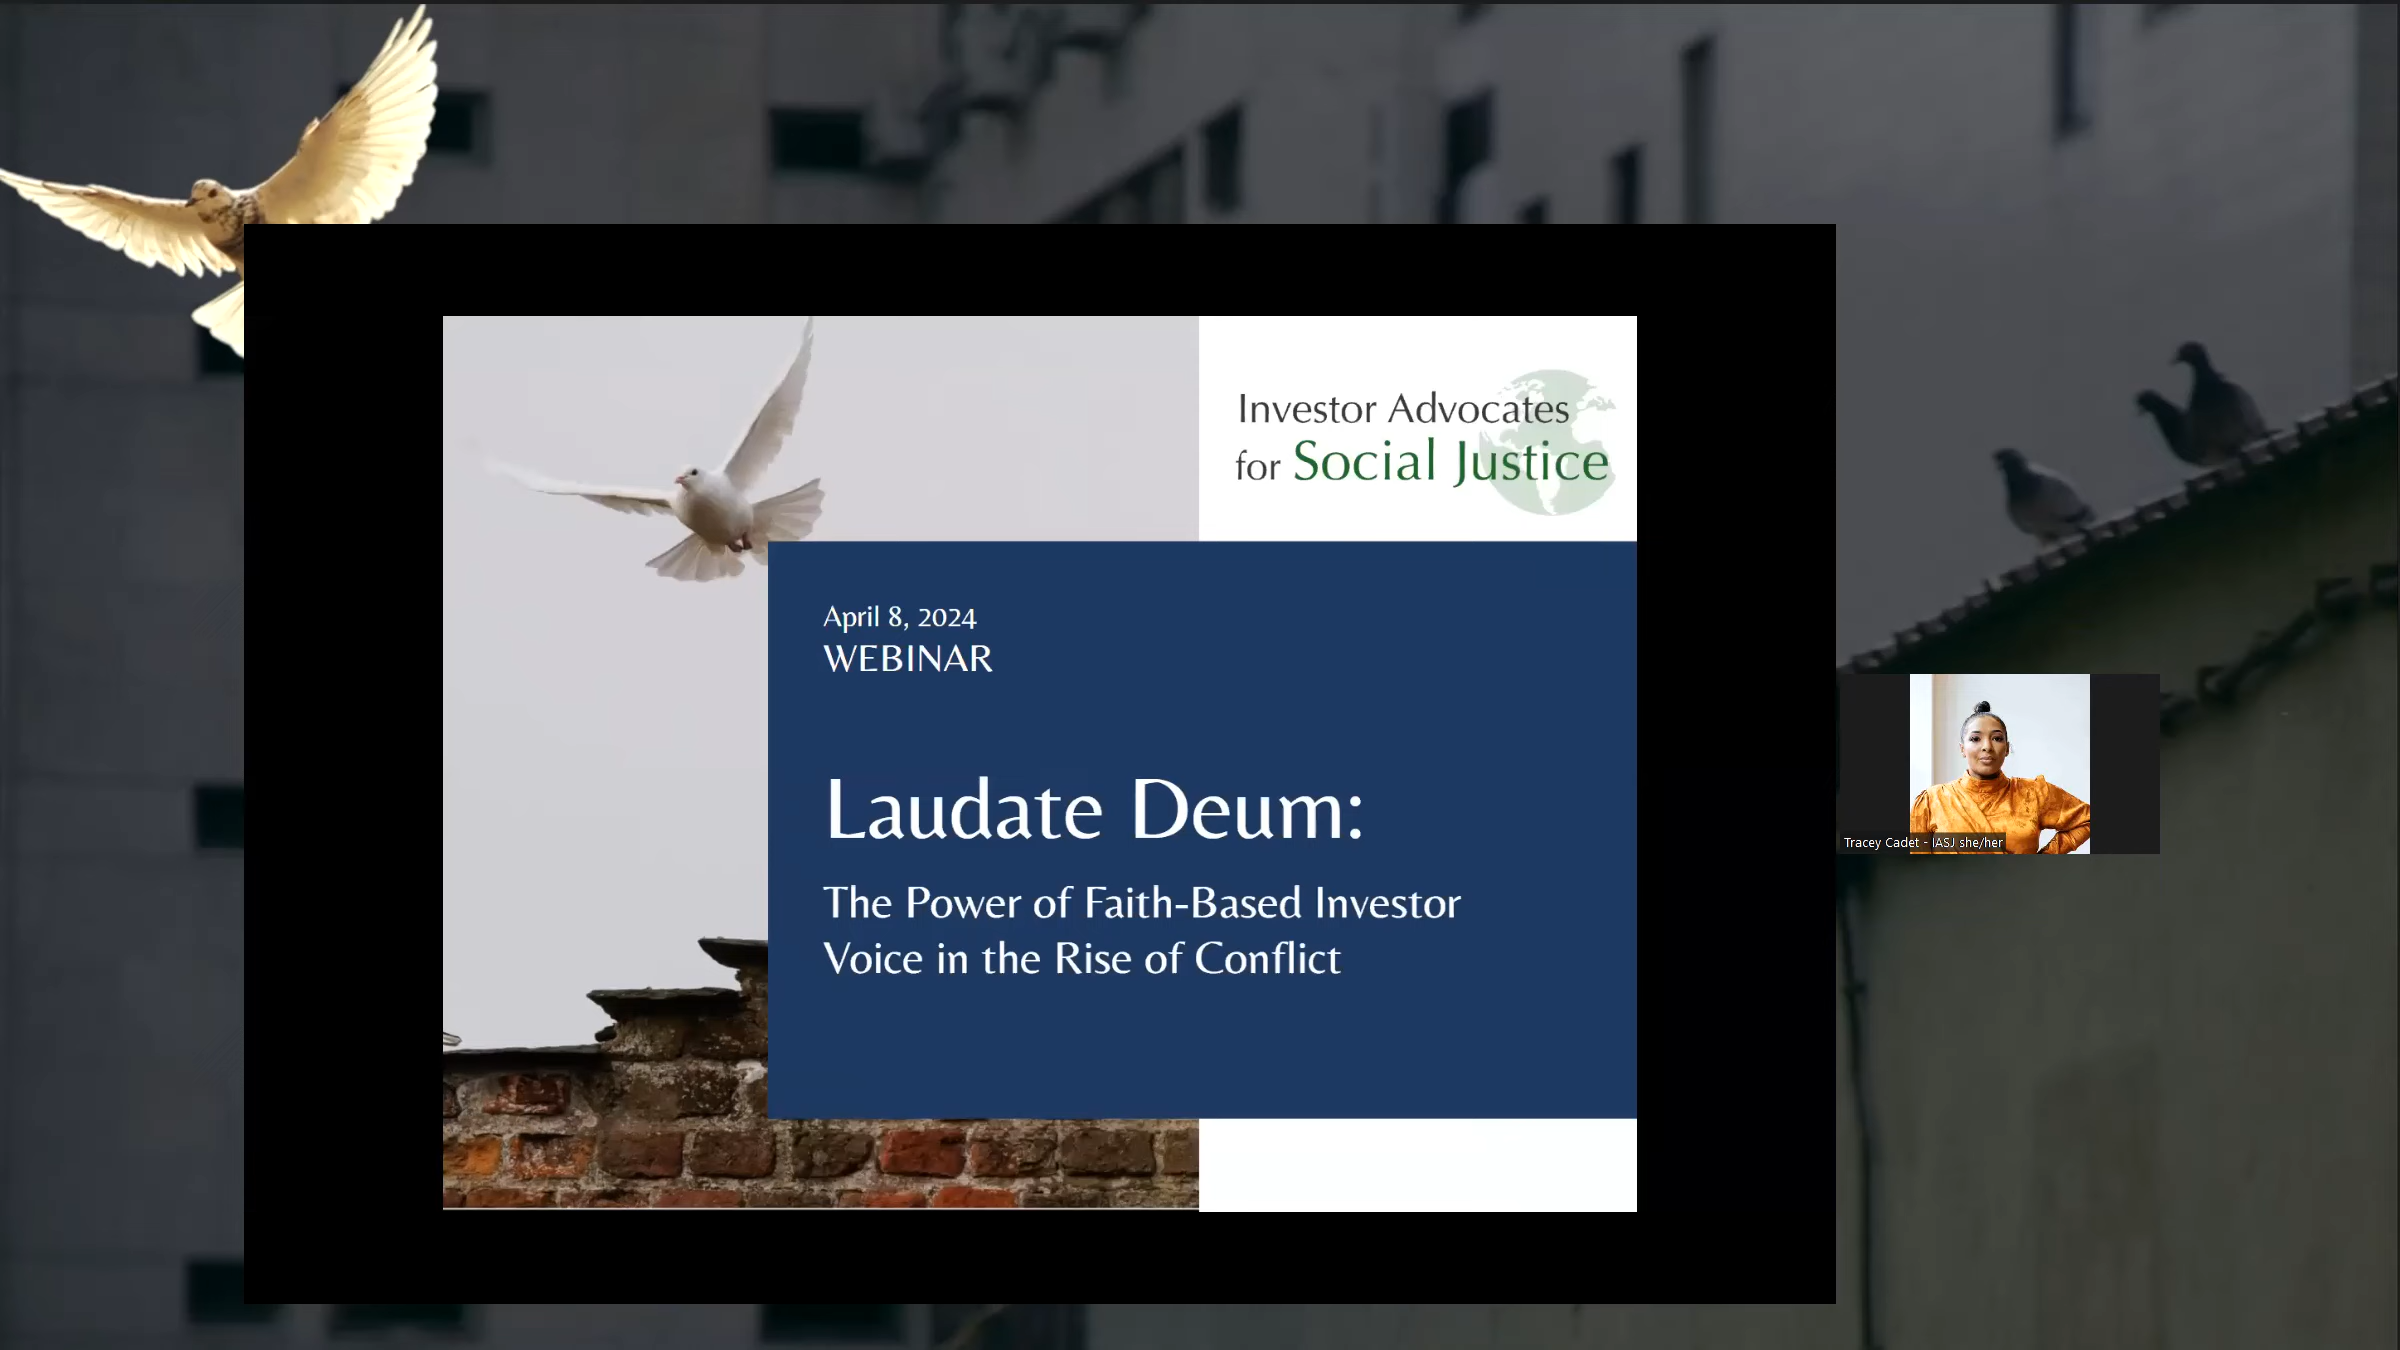 Investor Advocates
for Social Justice
April 8, 2024
WEBINAR
Laudate Deum:
The Power of Faith-Based Investor
Voice in the Rise of Conflict
Tracey Cadet - IASJ she/her